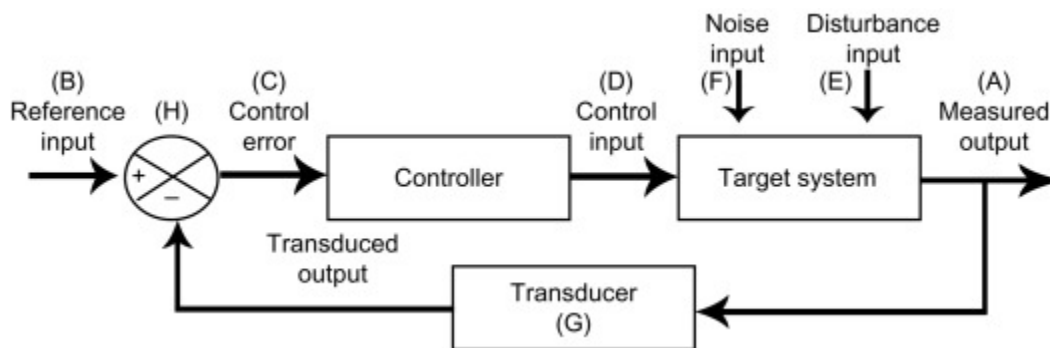 Noise
input
(F)
Disturbance
input
(E)
(B)
Reference
input
(H)
+
−
(C)
Control
error
Controller
(D)
Control
input
Target system
(A)
Measured
output
Transduced
output
Transducer
(G)